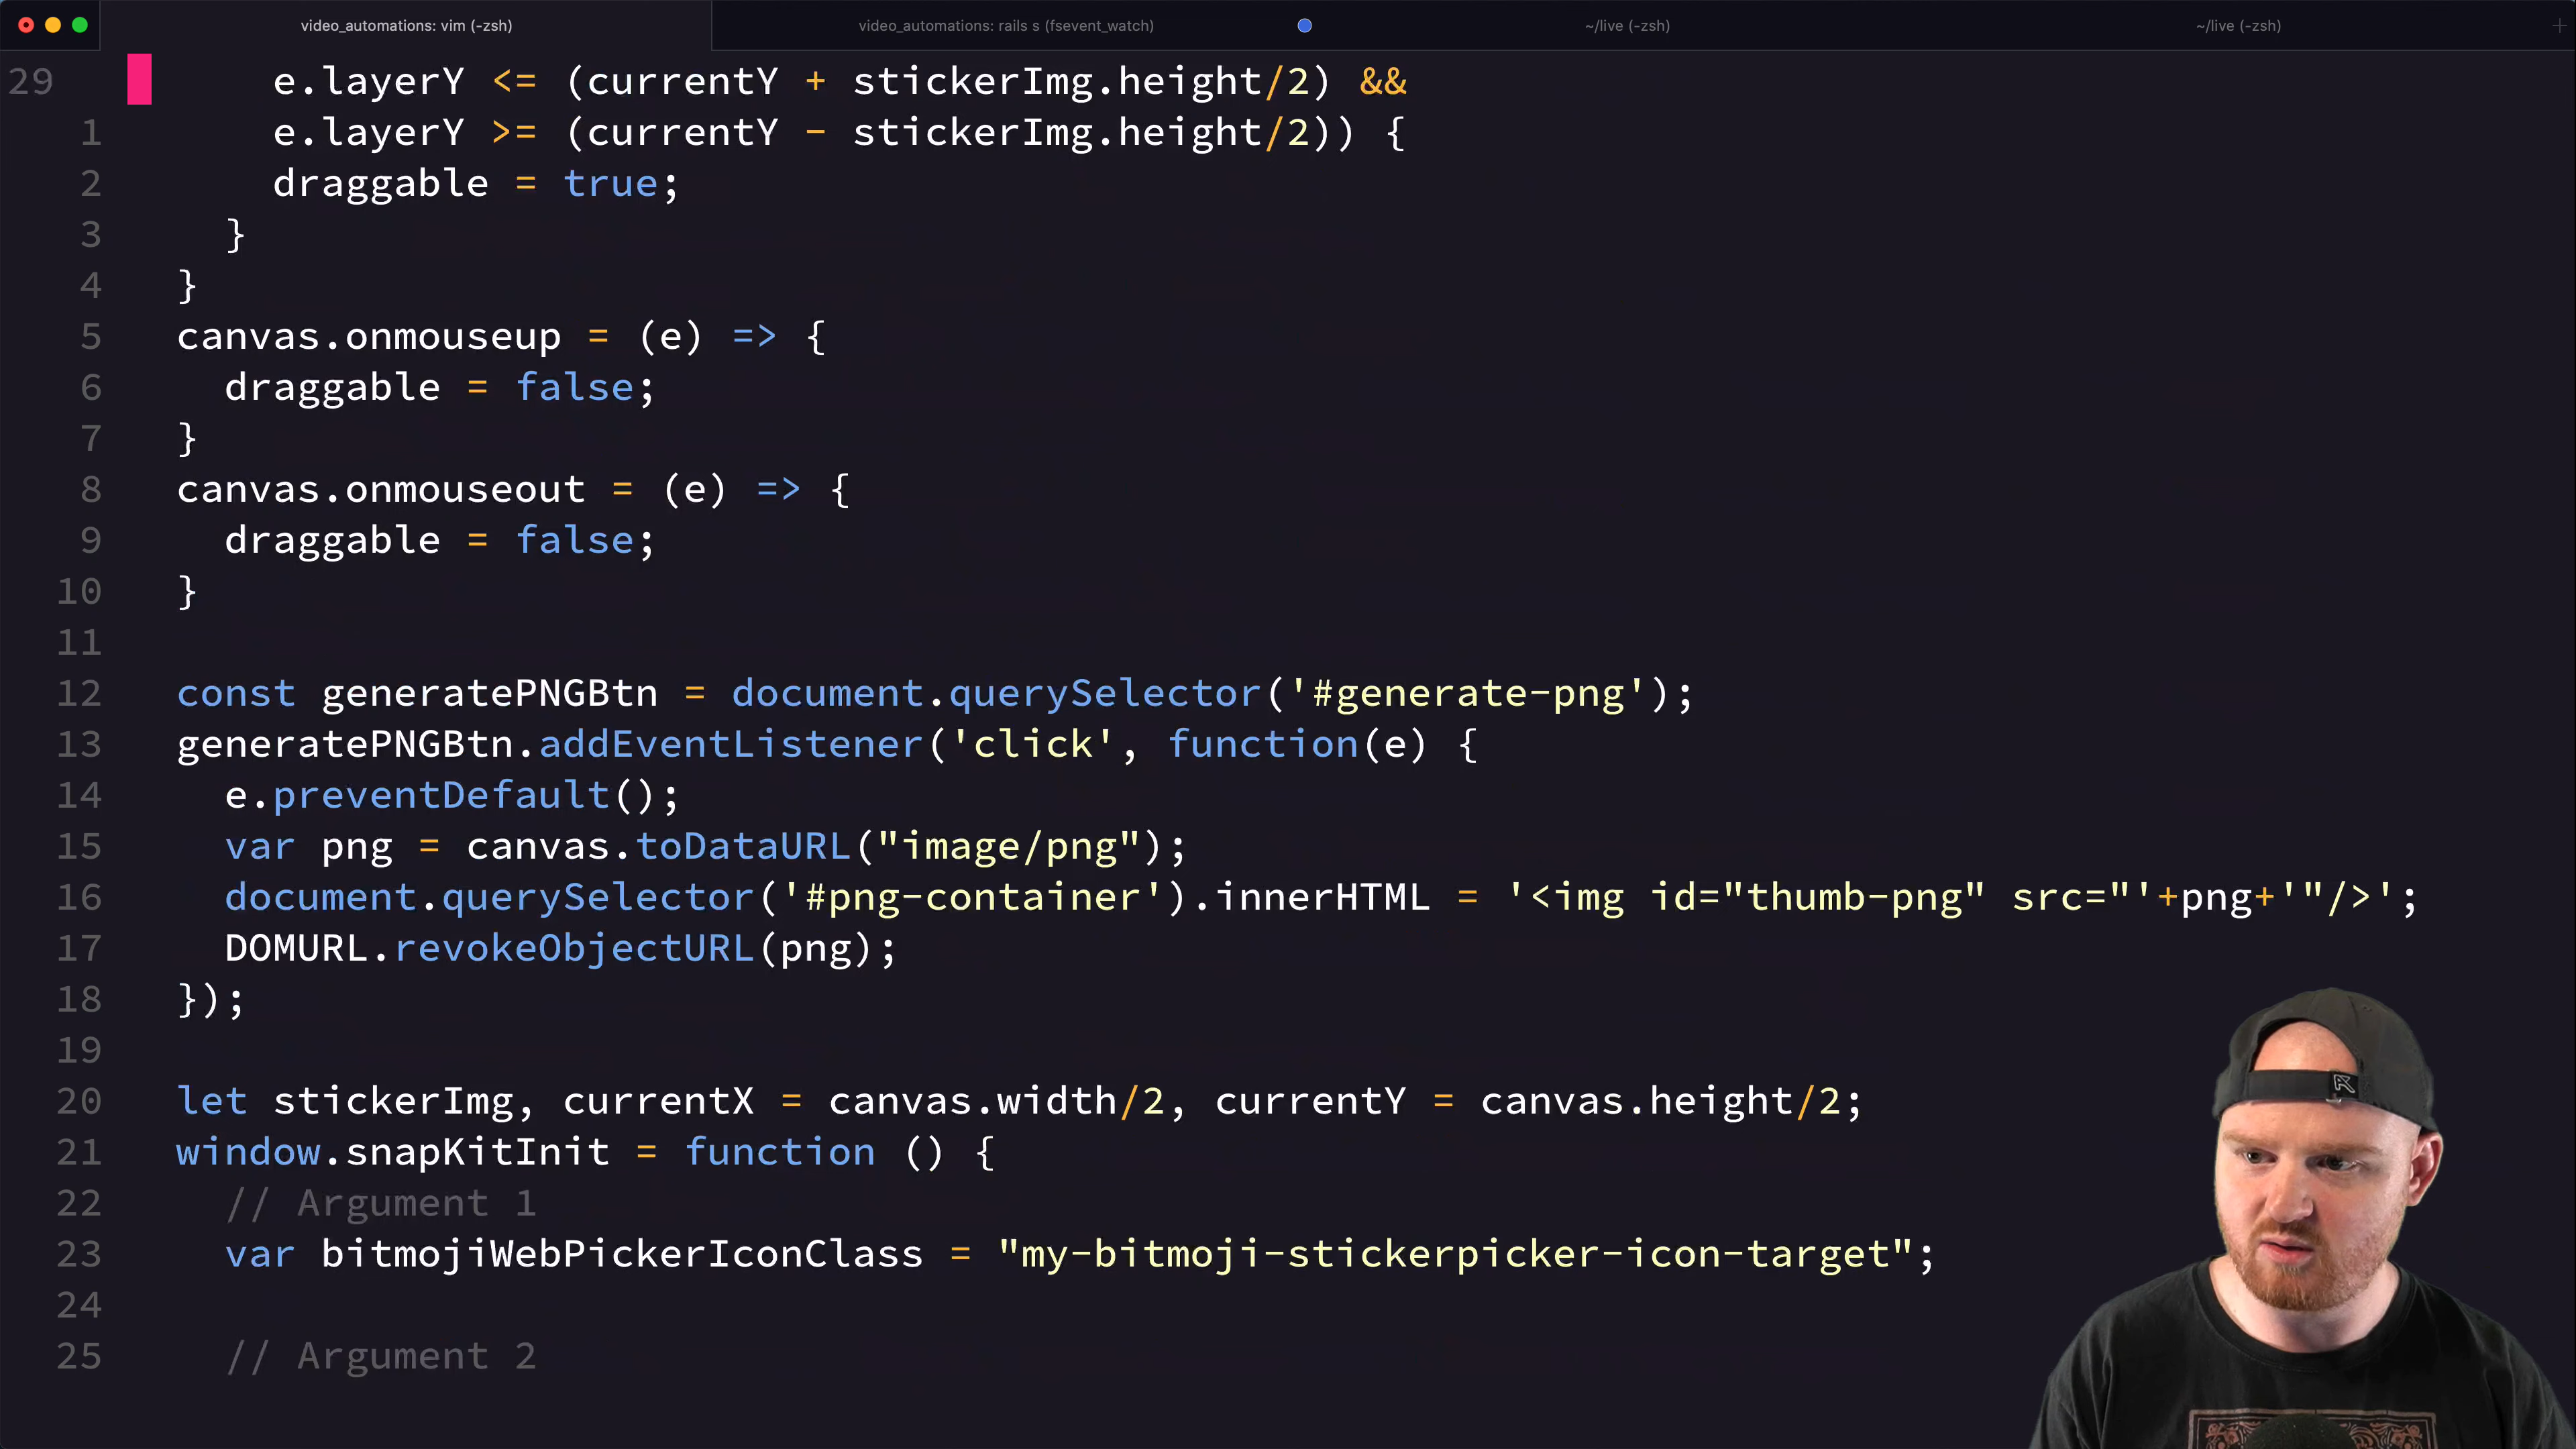 video_automations: vim (-zsh)
video_automations: rails s (fsevent_watch)
~/live (-zsh)
~/live (-zsh)
29 e.layerY <= (currentY + stickerImg.height/2) &&
1 e.layerY >= (currentY - stickerImg.height/2)) {
2 draggable = true;
3 }
4 }
5 canvas.onmouseup = (e) => {
6 draggable = false;
7 }
8 canvas.onmouseout = (e) => {
9 draggable = false;
10 }
11
12 const generatePNGBtn = document.querySelector('#generate-png');
13 generatePNGBtn.addEventListener('click', function(e) {
14 e.preventDefault();
15 var png = canvas.toDataURL("image/png");
16 document.querySelector('#png-container').innerHTML = '<img id="thumb-png" src="'+png+'"/>';
17 DOMURL.revokeObjectURL(png);
18 });
19
20 let stickerImg, currentX = canvas.width/2, currentY = canvas.height/2;
21 window.snapKitInit = function () {
22 // Argument 1
23 var bitmojiWebPickerIconClass = "my-bitmoji-stickerpicker-icon-target";
24
25 // Argument 2